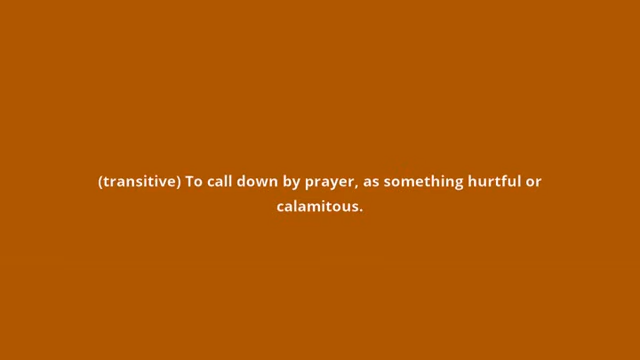 (transitive) To call down by prayer, as something hurtful or
calamitous.